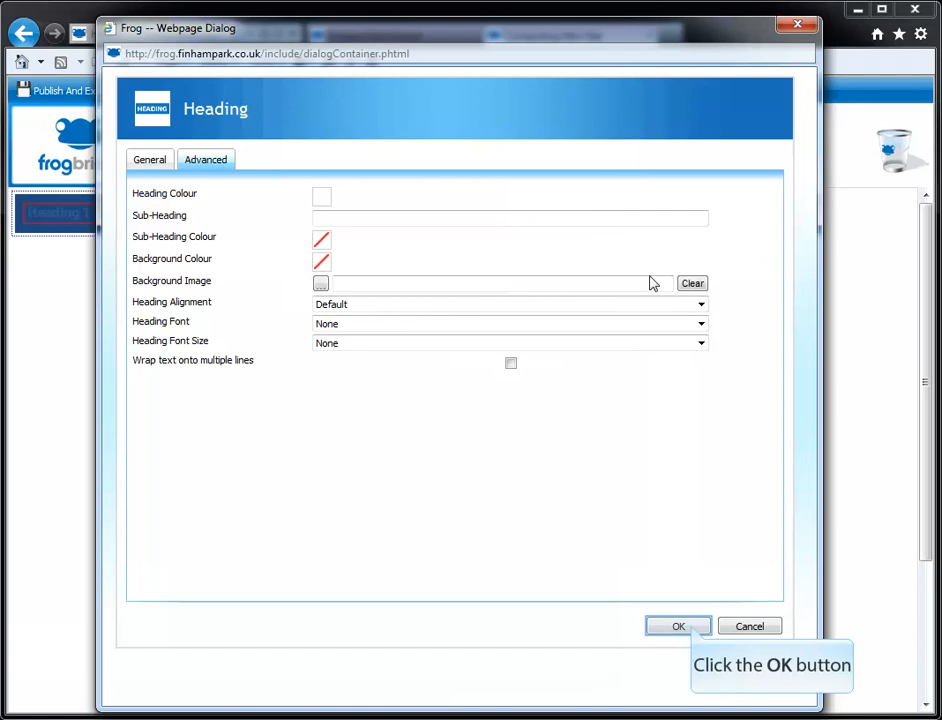 Frog -- Webpage Dialog
http://frog.finhampark.co.uk/include/dialogContainer.phtml
Publish And Ex
HEADING
Heading
frogbri
General
Advanced
Heading 1
Heading Colour
Sub-Heading
Sub-Heading Colour
Background Colour
Background Image
...
Clear
Heading Alignment
Default
Heading Font
None
Heading Font Size
None
Wrap text onto multiple lines
OK
Cancel
Click the OK button